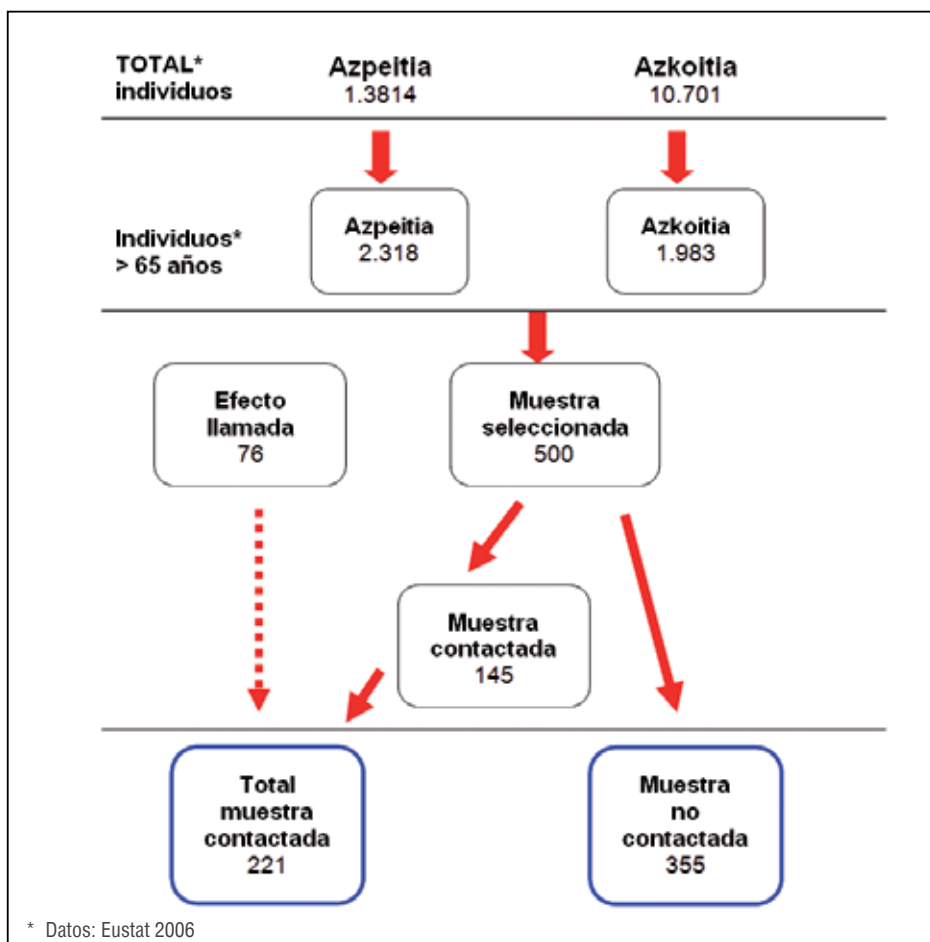 TOTAL*
individuos
Azpeitia
1.3814
Azkoitia
10.701
Individuos*
> 65 años
Azpeitia
2.318
Azkoitia
1.983
Efecto
llamada
76
Muestra
seleccionada
500
Muestra
contactada
145
Total
muestra
contactada
221
Muestra
no
contactada
355
* Datos: Eustat 2006